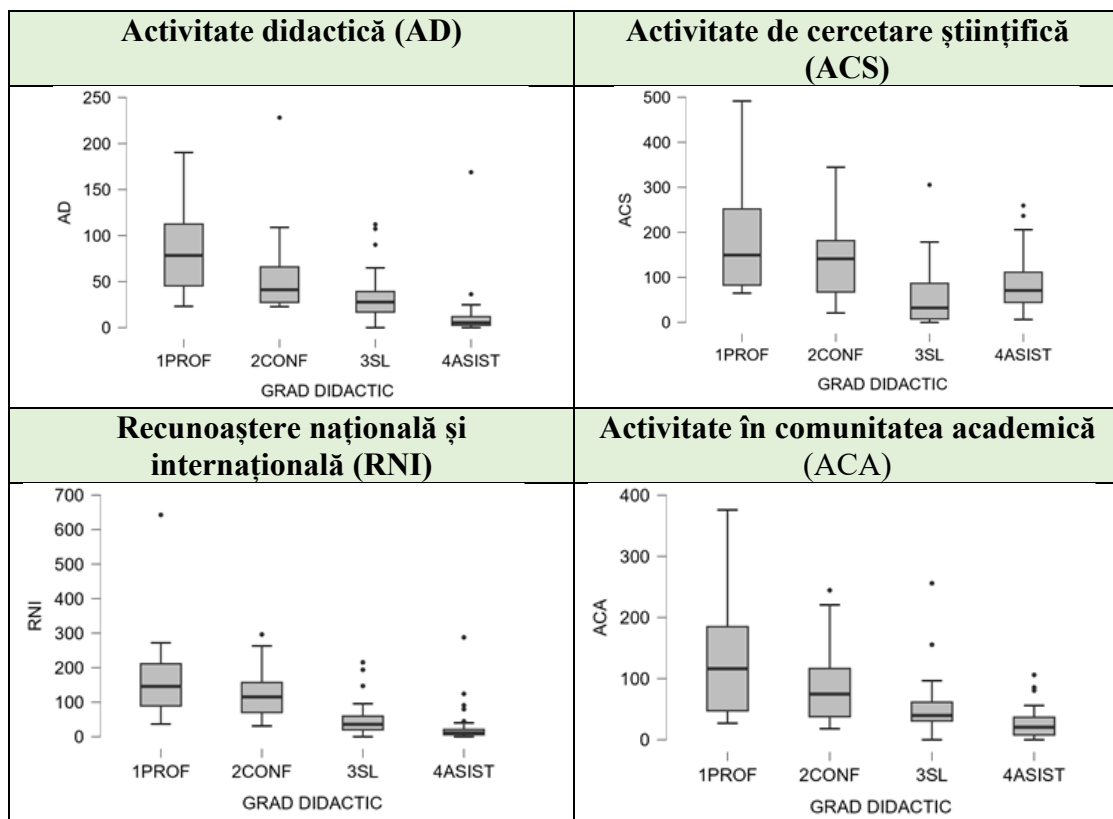 Activitate didactică (AD)
Activitate de cercetare științifică
(ACS)
250
200
150
100
50
0
AD
1PROF 2CONF 3SL 4ASIST
GRAD DIDACTIC
500
400
300
200
100
0
ACS
1PROF 2CONF 3SL 4ASIST
GRAD DIDACTIC
Recunoaștere națională și
internațională (RNI)
Activitate în comunitatea academică
(ACA)
700
600
500
400
300
200
100
0
RNI
1PROF 2CONF 3SL 4ASIST
GRAD DIDACTIC
400
300
200
100
0
ACA
1PROF 2CONF 3SL 4ASIST
GRAD DIDACTIC